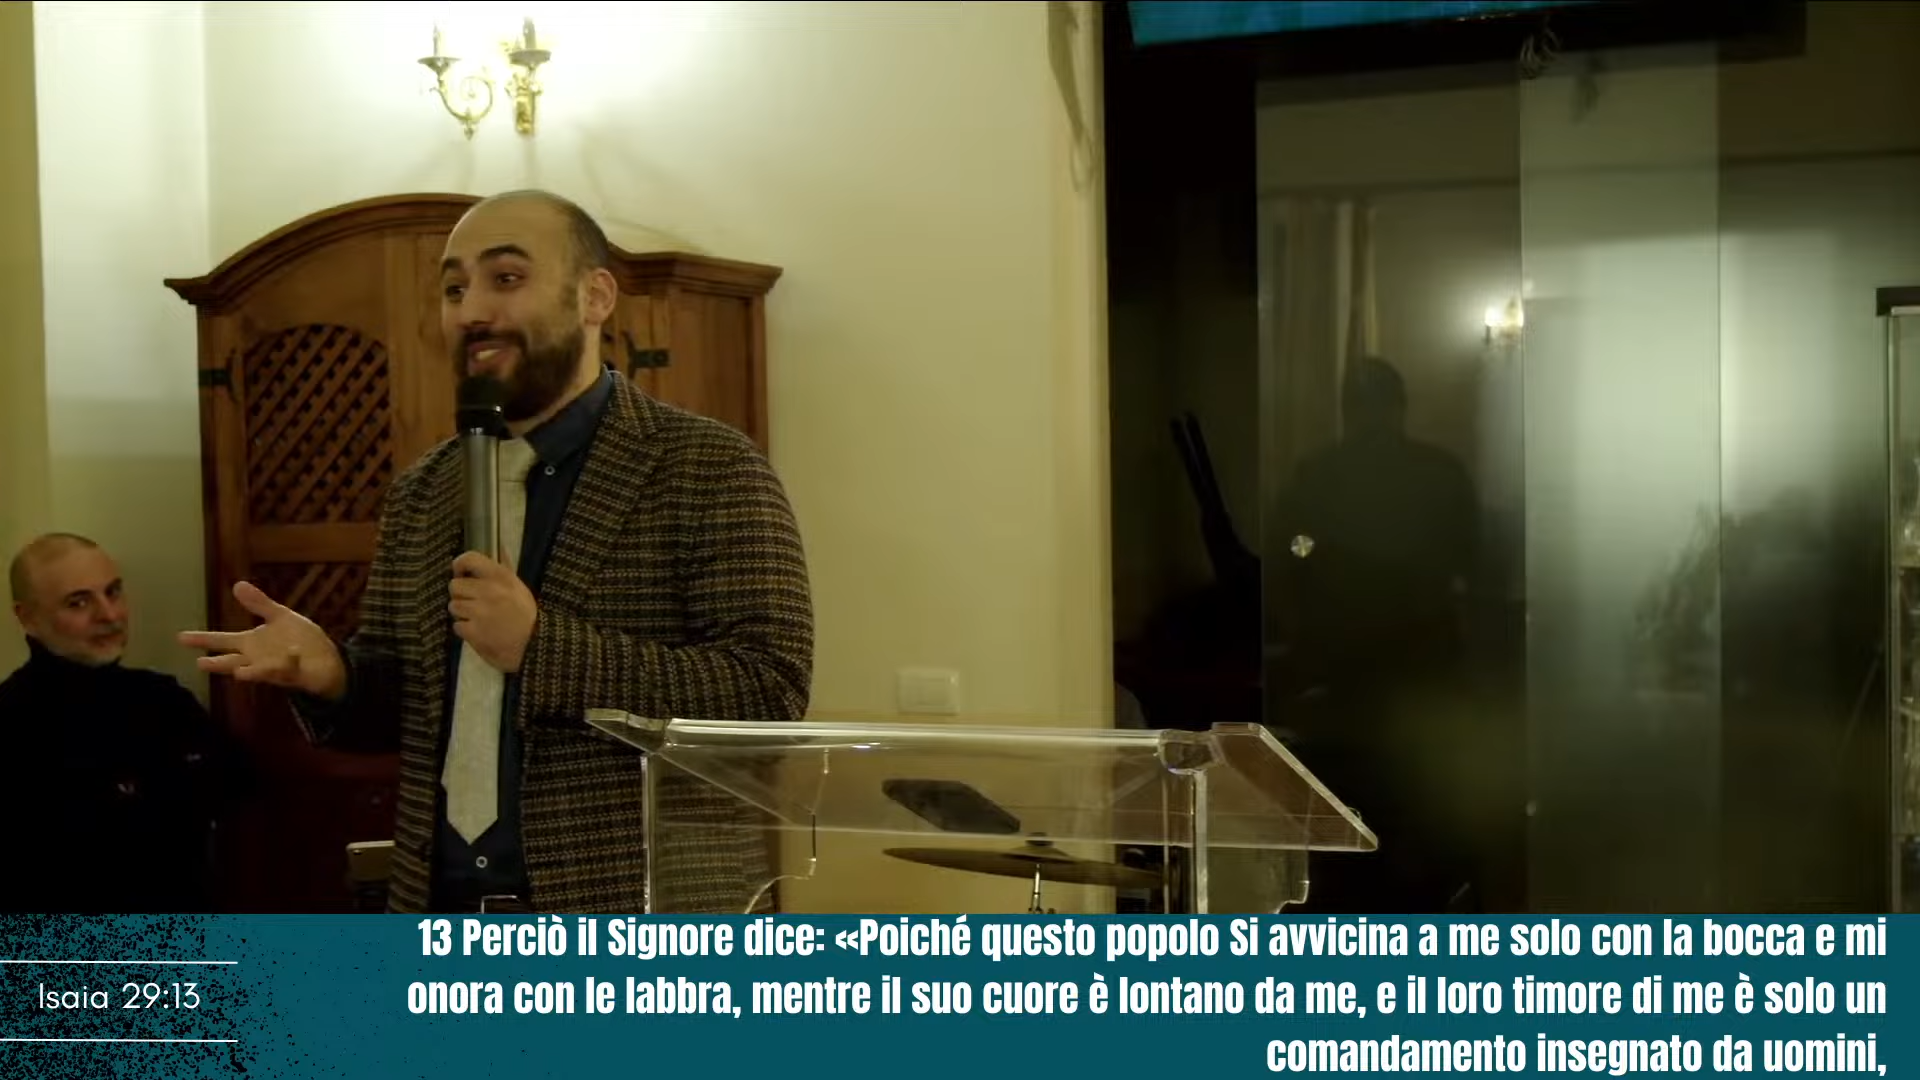 13 Perciò il Signore dice: «Poiché questo popolo Si avvicina a me solo con la bocca e mi
onora con le labbra, mentre il suo cuore è lontano da me, e il loro timore di me è solo un
comandamento insegnato da uomini,
Isaia 29:13